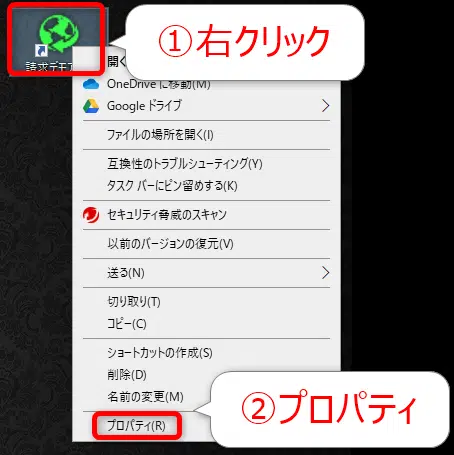 ①右クリック
請求デモア
開く
OneDrive に移動(M)
Google ドライブ
ファイルの場所を開く(I)
互換性のトラブルシューティング(Y)
タスク バーにピン留めする(K)
セキュリティ脅威のスキャン
以前のバージョンの復元(V)
送る(N)
切り取り(T)
コピー(C)
ショートカットの作成(S)
削除(D)
名前の変更(M)
②プロパティ
プロパティ(R)